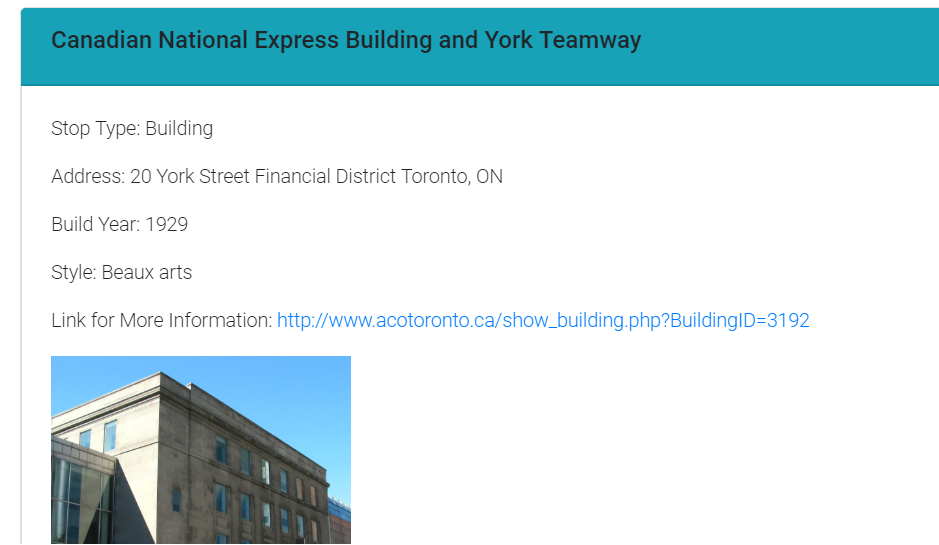 Canadian National Express Building and York Teamway
Stop Type: Building
Address: 20 York Street Financial District Toronto, ON
Build Year: 1929
Style: Beaux arts
Link for More Information: http://www.acotoronto.ca/show_building.php?BuildingID=3192